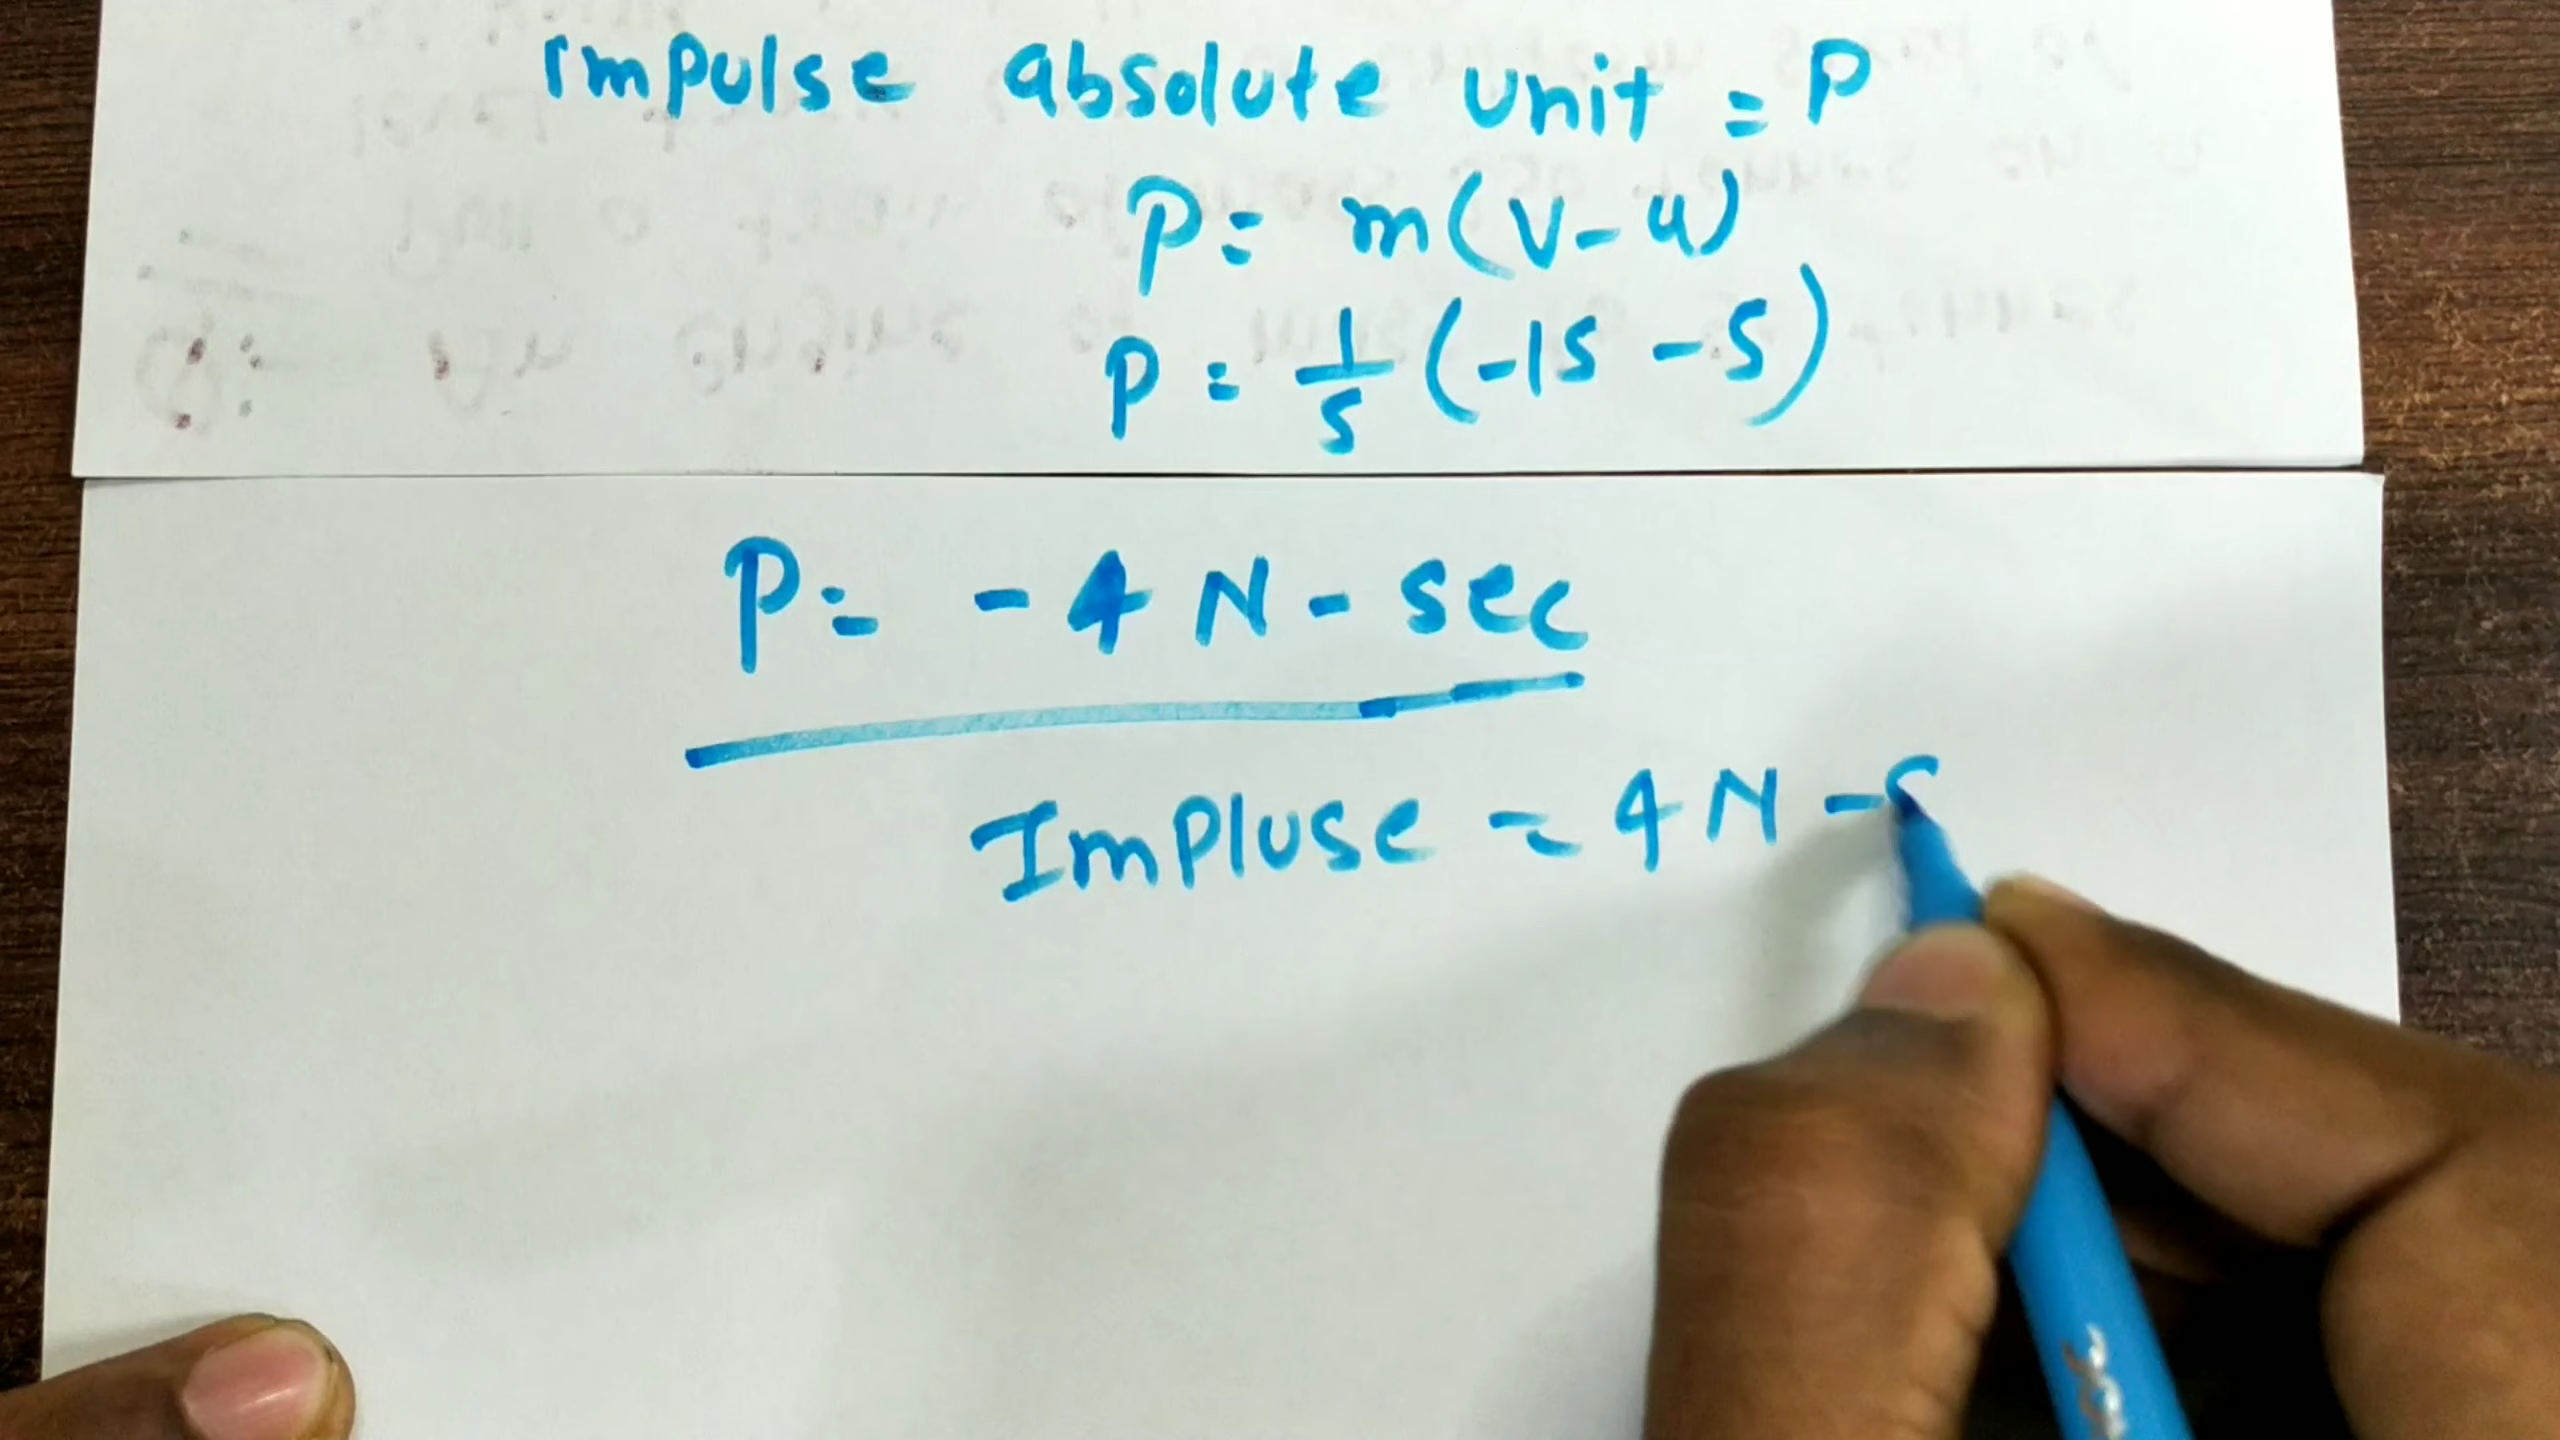 Impulse absolute unit = P
P = m(v-u)
P = 1/5 (-15 -5)
P = - 4 N - sec
Impluse = 4 N - S